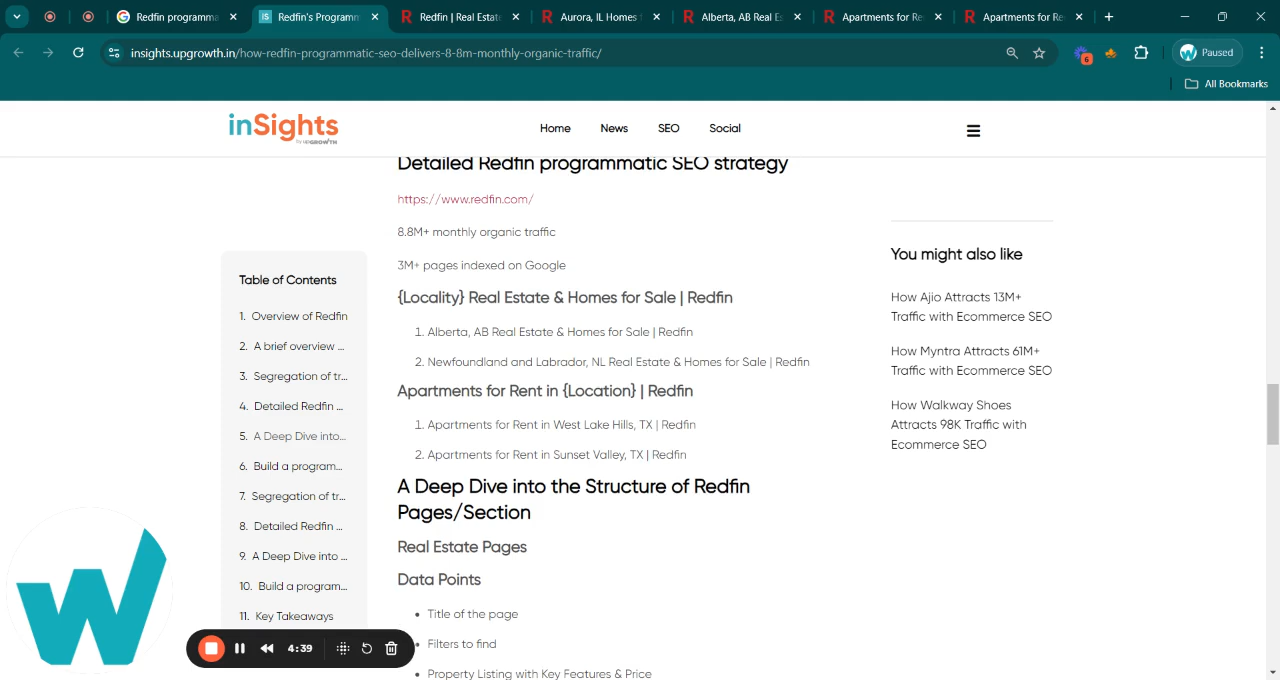 Redfin programma
Redfin's Programm
Redfin | Real Estate
Aurora, IL Homes f
Alberta, AB Real Es
Apartments for Re
Apartments for Re
insights.upgrowth.in/how-redfin-programmatic-seo-delivers-8-8m-monthly-organic-traffic/
6
Paused
All Bookmarks
inSights
by upGROWTH
Home
News
SEO
Social
Detailed Redfin programmatic SEO strategy
https://www.redfin.com/
8.8M+ monthly organic traffic
3M+ pages indexed on Google
{Locality} Real Estate & Homes for Sale | Redfin
1. Alberta, AB Real Estate & Homes for Sale | Redfin
2. Newfoundland and Labrador, NL Real Estate & Homes for Sale | Redfin
Apartments for Rent in {Location} | Redfin
1. Apartments for Rent in West Lake Hills, TX | Redfin
2. Apartments for Rent in Sunset Valley, TX | Redfin
A Deep Dive into the Structure of Redfin
Pages/Section
Real Estate Pages
Data Points
• Title of the page
• Filters to find
• Property Listing with Key Features & Price
Table of Contents
1. Overview of Redfin
2. A brief overview ...
3. Segregation of tr...
4. Detailed Redfin ...
5. A Deep Dive into...
6. Build a program...
7. Segregation of tr...
8. Detailed Redfin ...
9. A Deep Dive into ...
10. Build a program...
11. Key Takeaways
You might also like
How Ajio Attracts 13M+
Traffic with Ecommerce SEO
How Myntra Attracts 61M+
Traffic with Ecommerce SEO
How Walkway Shoes
Attracts 98K Traffic with
Ecommerce SEO
4:39